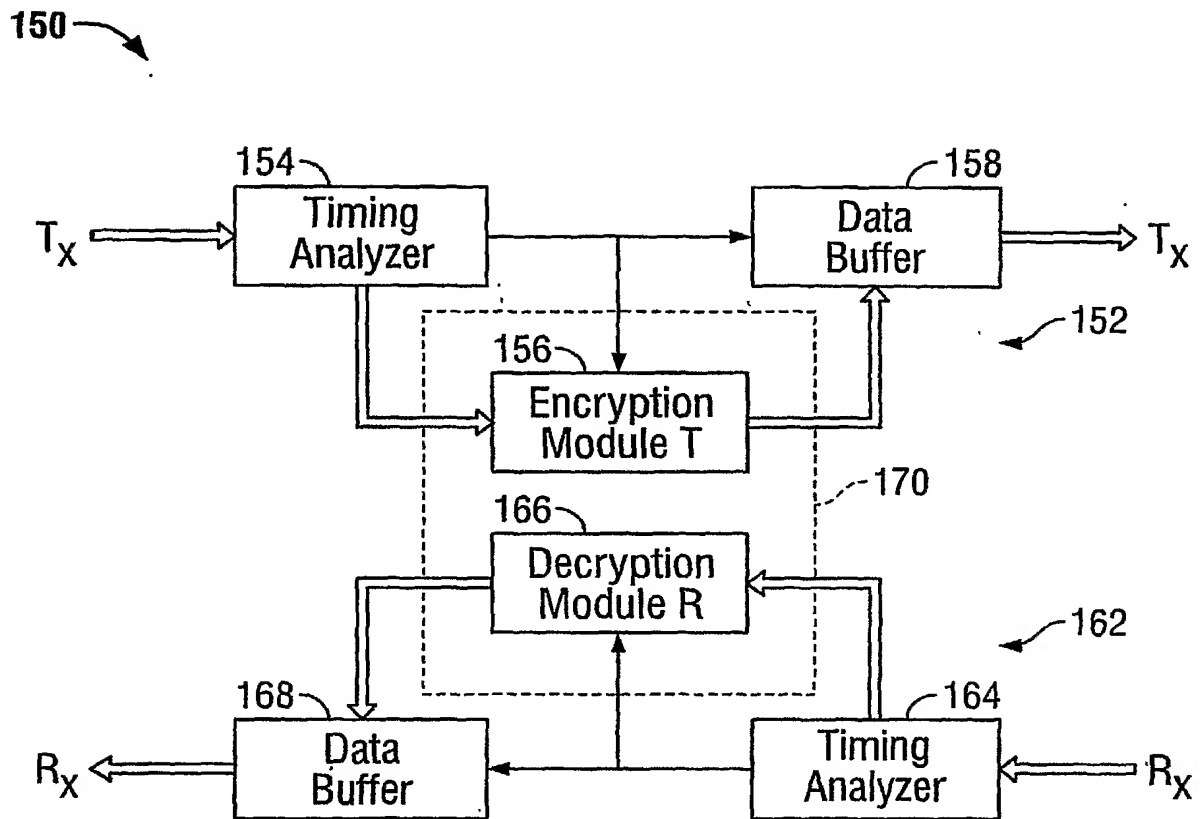 150
154
158
Tx
Timing
Analyzer
Data
Buffer
Tx
152
156
Encryption
Module T
170
166
Decryption
Module R
162
168
164
Rx
Data
Buffer
Timing
Analyzer
Rx